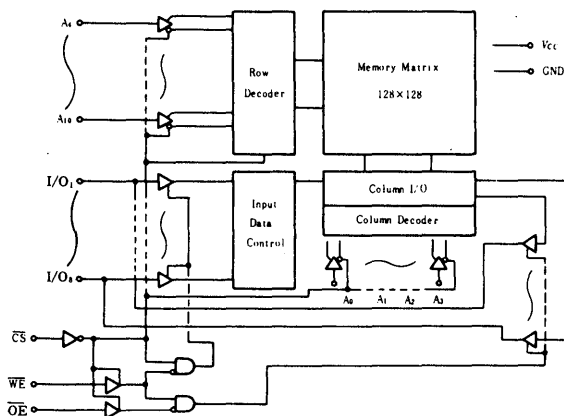 A₄
A₁₀
Row
Decoder
Memory Matrix
128×128
Vcc
GND
I/O₁
I/O₈
Input
Data
Control
Column I/O
Column Decoder
A₀ A₁ A₂ A₃
CS
WE
OE